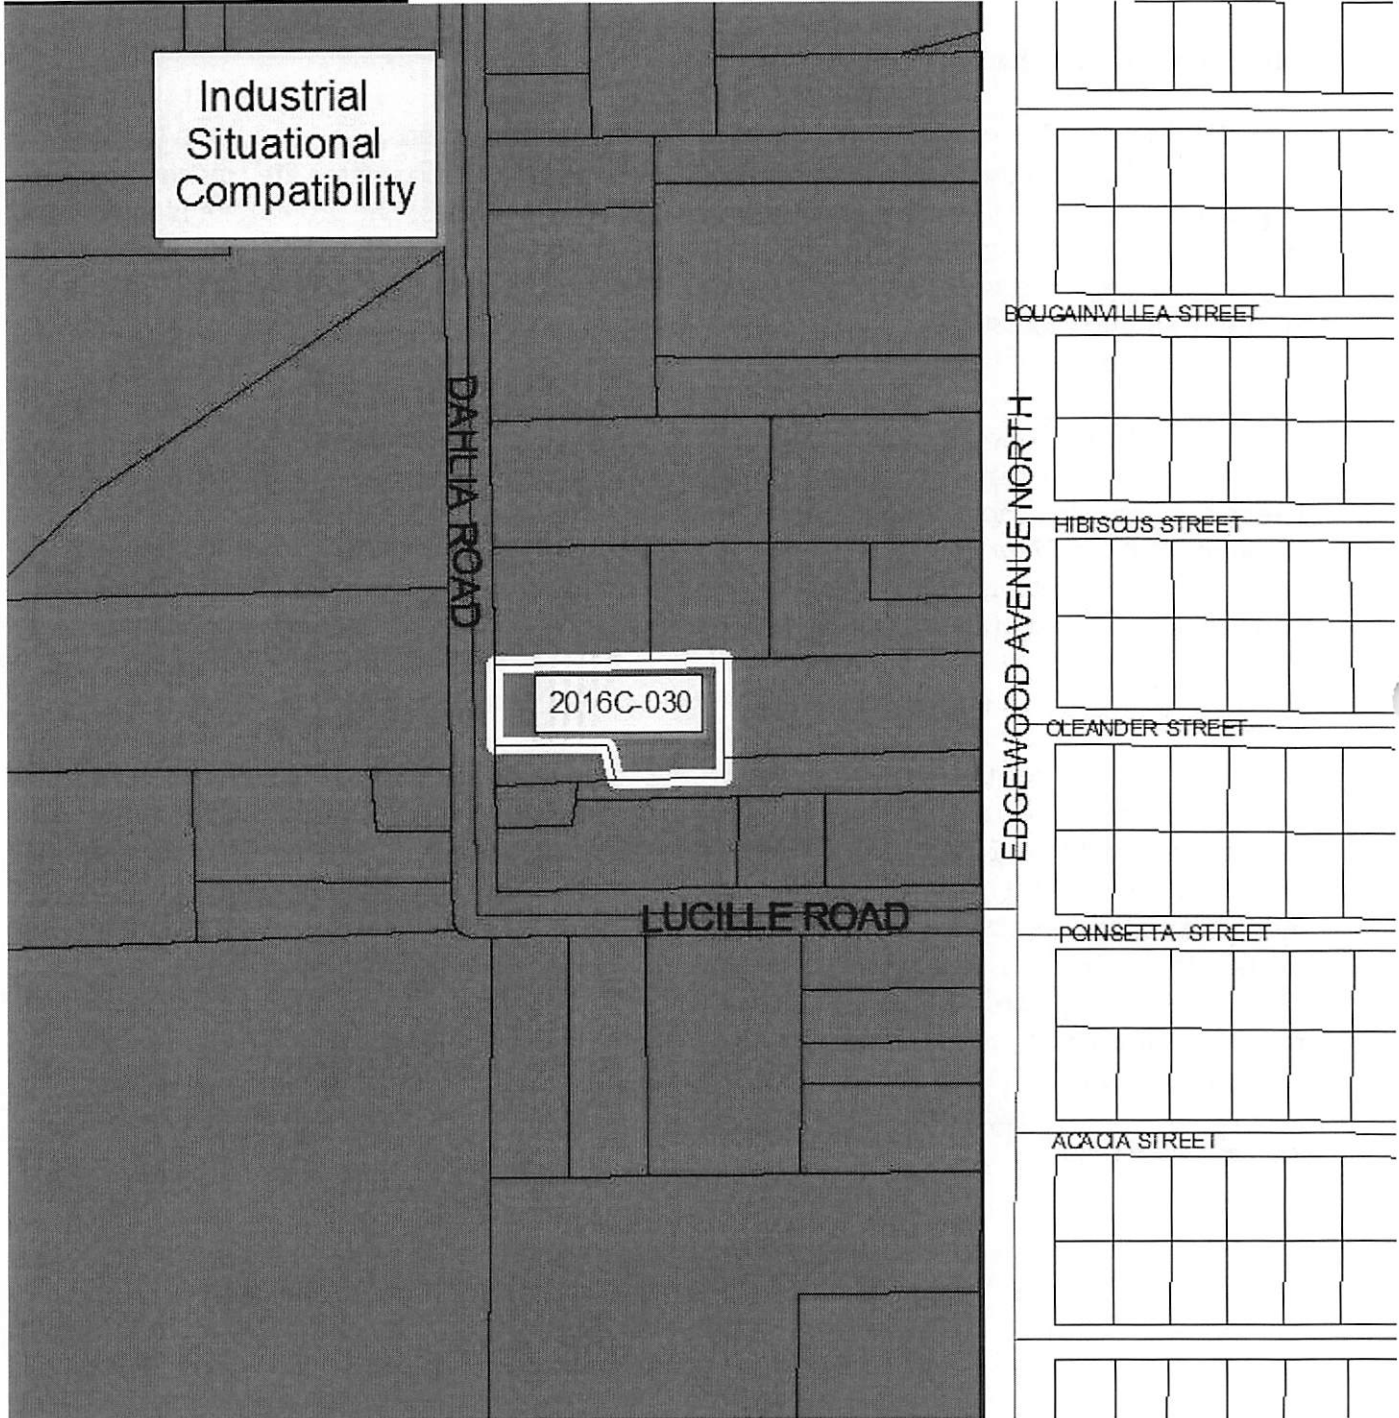 Industrial
Situational
Compatibility
BOUGAINVILLEA STREET
DAHLIA ROAD
EDGEWOOD AVENUE NORTH
HIBISCUS STREET
2016C-030
OLEANDER STREET
LUCILLE ROAD
POINSETTA STREET
ACACIA STREET